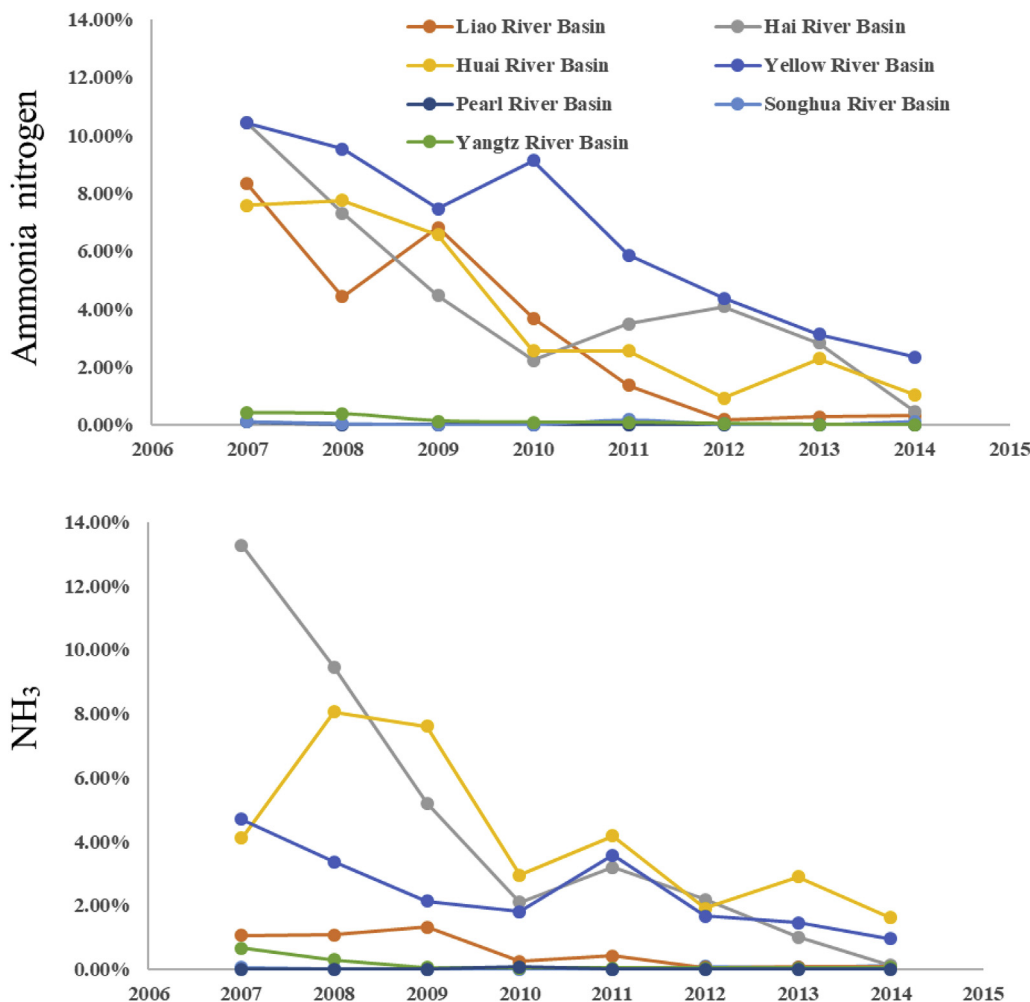 14.00%
Liao River Basin Hai River Basin
12.00%
Huai River Basin Yellow River Basin
Pearl River Basin Songhua River Basin
10.00%
Yangtz River Basin
8.00%
6.00%
4.00%
2.00%
0.00%
Ammonia nitrogen
2006 2007 2008 2009 2010 2011 2012 2013 2014 2015
14.00%
12.00%
10.00%
8.00%
6.00%
4.00%
2.00%
0.00%
NH₃
2006 2007 2008 2009 2010 2011 2012 2013 2014 2015